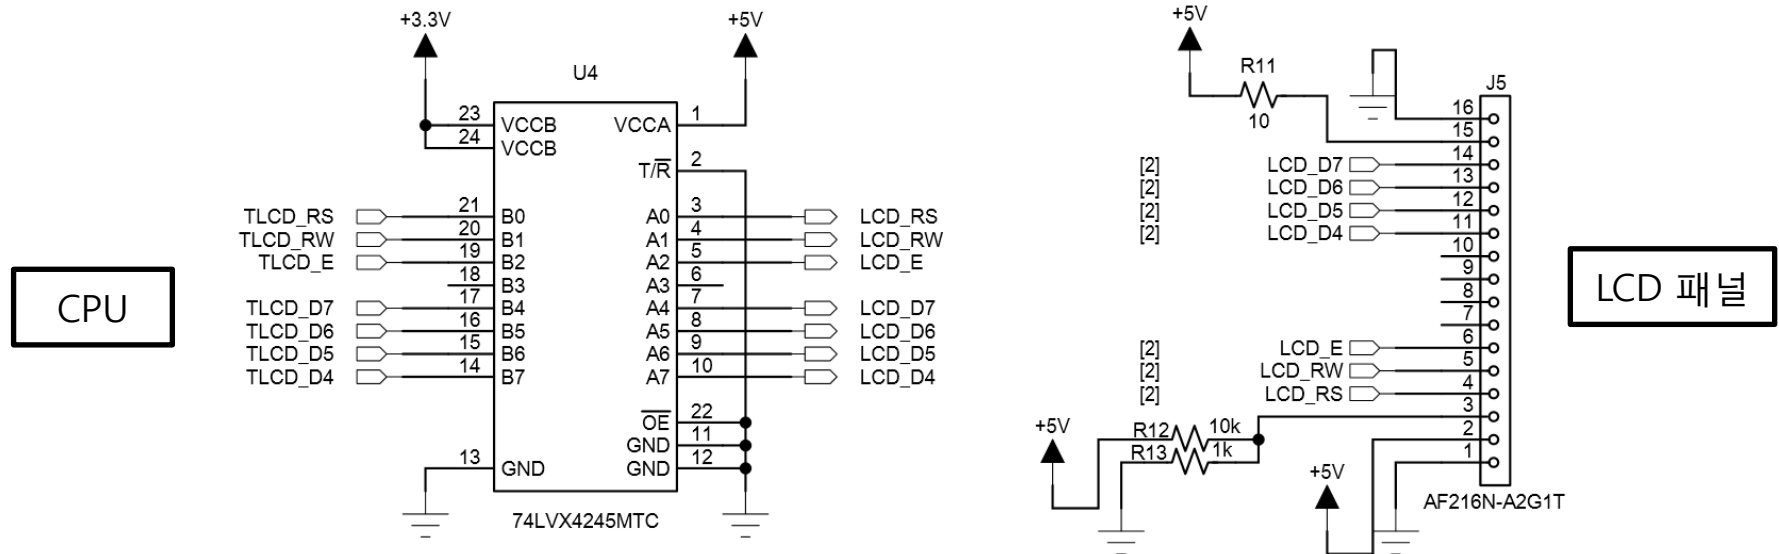 +3.3V
+5V
U4
23 VCCB VCCA 1
24 VCCB
T/R 2
TLCD_RS 21 B0 A0 3 LCD_RS
TLCD_RW 20 B1 A1 4 LCD_RW
TLCD_E 19 B2 A2 5 LCD_E
18 B3 A3 6
TLCD_D7 17 B4 A4 7 LCD_D7
TLCD_D6 16 B5 A5 8 LCD_D6
TLCD_D5 15 B6 A6 9 LCD_D5
TLCD_D4 14 B7 A7 10 LCD_D4
OE 22
GND 11
13 GND GND 12
74LVX4245MTC
CPU
+5V
R11
10
J5
16
15
[2] LCD_D7 14
[2] LCD_D6 13
[2] LCD_D5 12
[2] LCD_D4 11
10
9
8
7
[2] LCD_E 6
[2] LCD_RW 5
[2] LCD_RS 4
3
+5V
R12 10k 2
R13 1k 1
+5V
AF216N-A2G1T
LCD 패널